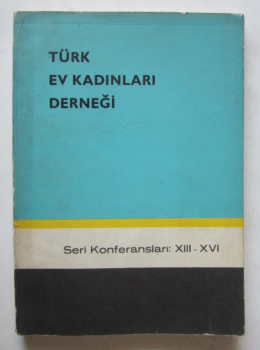 TÜRK
EV KADINLARI
DERNEĞİ
Seri Konferansları: XIII - XVI